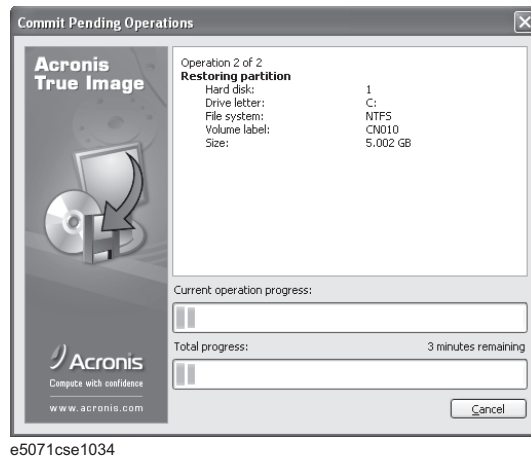 Commit Pending Operations
Acronis
True Image
Operation 2 of 2
Restoring partition
Hard disk: 1
Drive letter: C:
File system: NTFS
Volume label: CN010
Size: 5.002 GB
Current operation progress:
Total progress: 3 minutes remaining
Acronis
Compute with confidence
www.acronis.com
Cancel
e5071cse1034